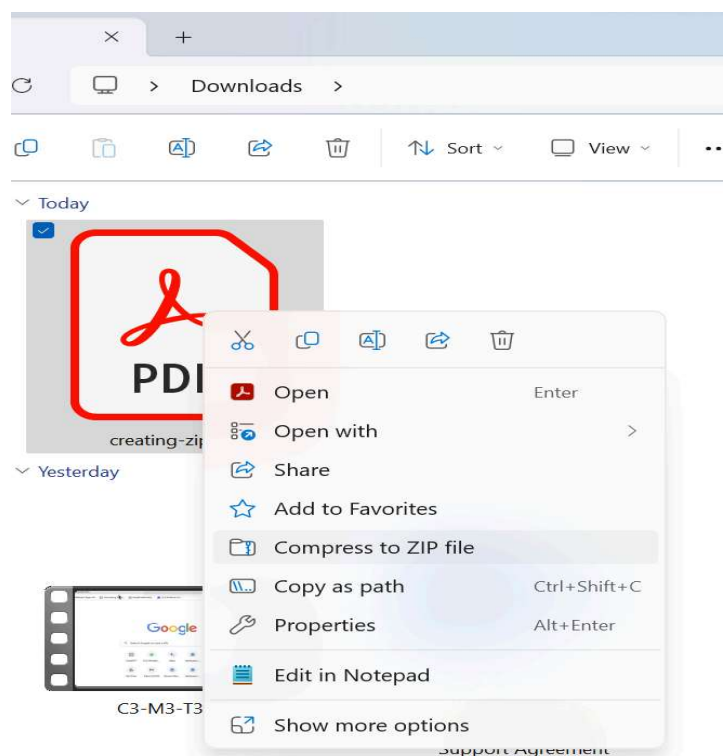 Downloads
Sort
View
Today
PD
creating-zip
Open Enter
Open with
Share
Add to Favorites
Compress to ZIP file
Copy as path Ctrl+Shift+C
Properties Alt+Enter
Edit in Notepad
Show more options
Yesterday
Google
C3-M3-T3
Support Agreement